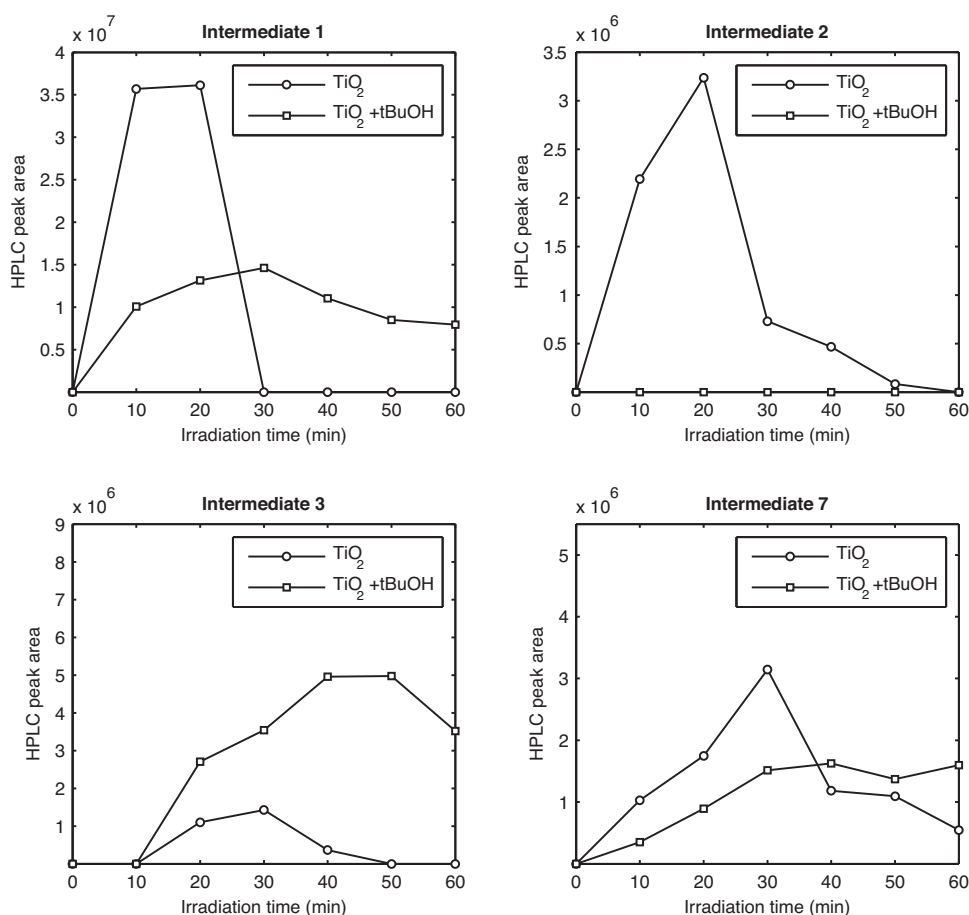 x 10^7
Intermediate 1
4
3.5
3
2.5
2
1.5
1
0.5
HPLC peak area
TiO2
TiO2 +tBuOH
0 10 20 30 40 50 60
Irradiation time (min)
x 10^6
Intermediate 2
3.5
3
2.5
2
1.5
1
0.5
HPLC peak area
TiO2
TiO2 +tBuOH
0 10 20 30 40 50 60
Irradiation time (min)
x 10^6
Intermediate 3
9
8
7
6
5
4
3
2
1
HPLC peak area
TiO2
TiO2 +tBuOH
0 10 20 30 40 50 60
Irradiation time (min)
x 10^6
Intermediate 7
5
4
3
2
1
HPLC peak area
TiO2
TiO2 +tBuOH
0 10 20 30 40 50 60
Irradiation time (min)